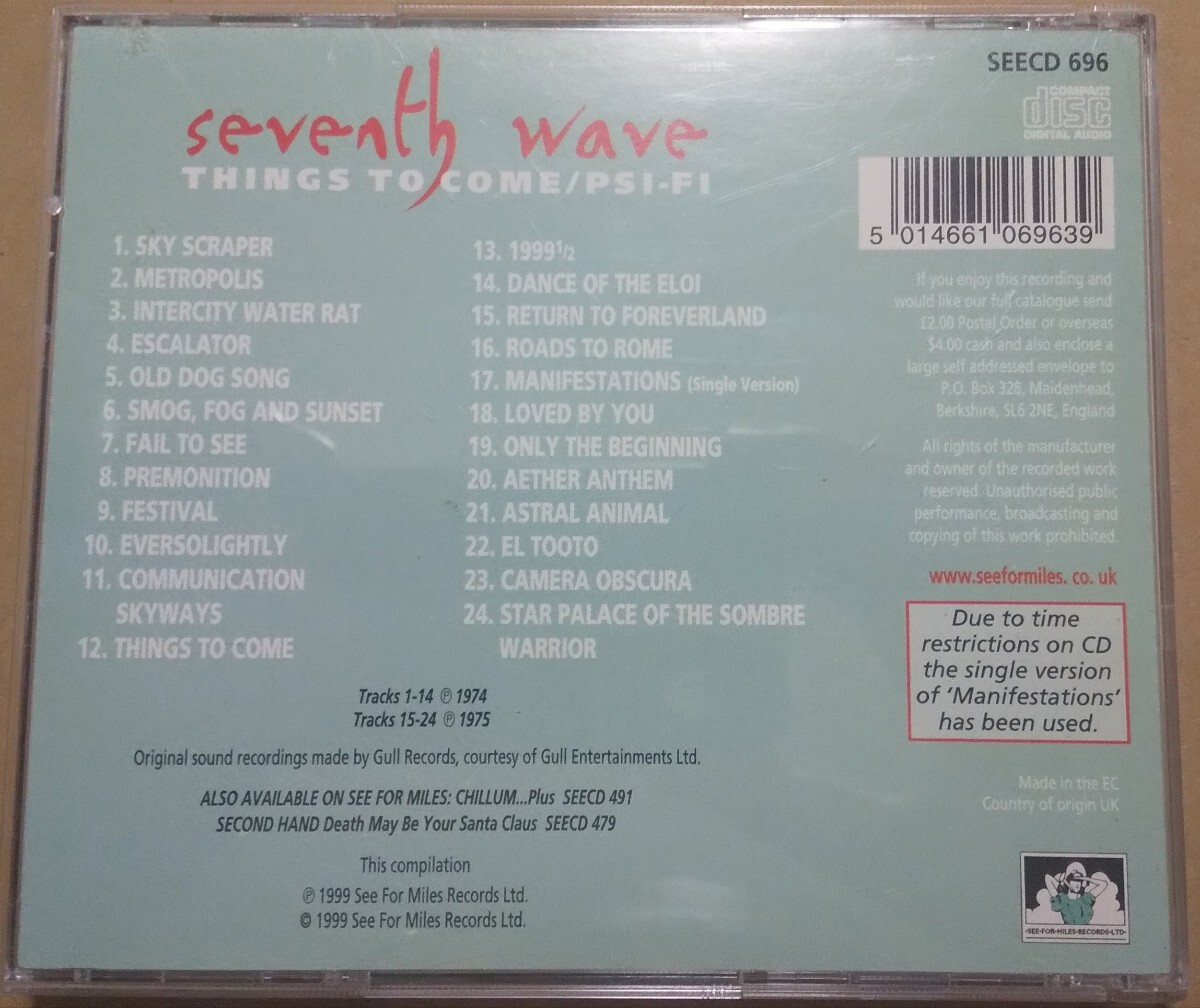 SEECD 696
COMPACT
disc
DIGITAL AUDIO
seventh wave
THINGS TO COME/PSI-FI
5 014661 069639
1. SKY SCRAPER
2. METROPOLIS
3. INTERCITY WATER RAT
4. ESCALATOR
5. OLD DOG SONG
6. SMOG, FOG AND SUNSET
7. FAIL TO SEE
8. PREMONITION
9. FESTIVAL
10. EVERSOLIGHTLY
11. COMMUNICATION
SKYWAYS
12. THINGS TO COME
13. 1999½
14. DANCE OF THE ELOI
15. RETURN TO FOREVERLAND
16. ROADS TO ROME
17. MANIFESTATIONS (Single Version)
18. LOVED BY YOU
19. ONLY THE BEGINNING
20. AETHER ANTHEM
21. ASTRAL ANIMAL
22. EL TOOTO
23. CAMERA OBSCURA
24. STAR PALACE OF THE SOMBRE
WARRIOR
If you enjoy this recording and
would like our full catalogue send
£2.00 Postal Order or overseas
$4.00 cash and also enclose a
large self addressed envelope to
P.O. Box 328, Maidenhead,
Berkshire, SL6 2NE, England
All rights of the manufacturer
and owner of the recorded work
reserved. Unauthorised public
performance, broadcasting and
copying of this work prohibited.
www.seeformiles. co. uk
Due to time
restrictions on CD
the single version
of ‘Manifestations’
has been used.
Made in the EC
Country of origin UK
Tracks 1-14 ℗ 1974
Tracks 15-24 ℗ 1975
Original sound recordings made by Gull Records, courtesy of Gull Entertainments Ltd.
ALSO AVAILABLE ON SEE FOR MILES: CHILLUM...Plus SEECD 491
SECOND HAND Death May Be Your Santa Claus SEECD 479
This compilation
℗ 1999 See For Miles Records Ltd.
© 1999 See For Miles Records Ltd.
·SEE·FOR·MILES·RECORDS·LTD·